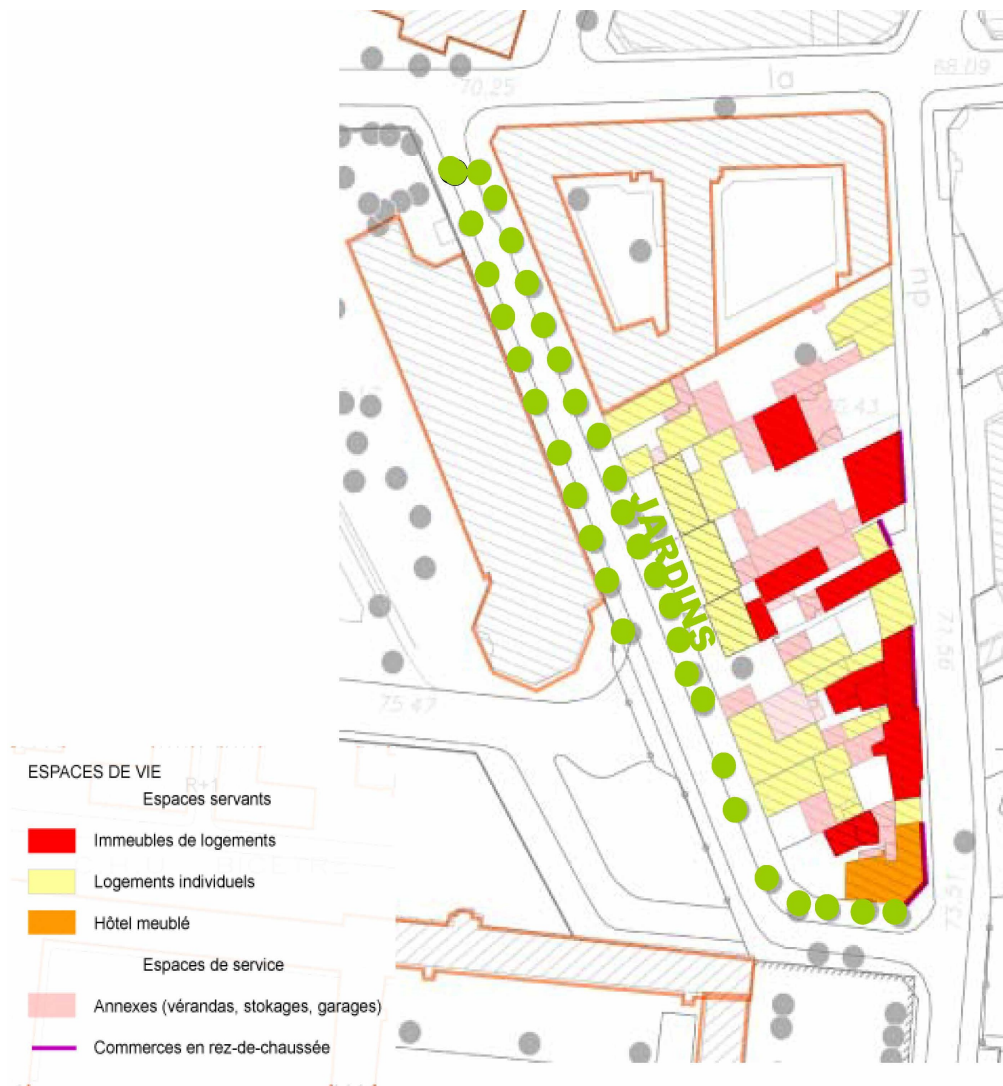 la
70.25
68.09
du
JARDINS
71.56
75.47
73.51
ESPACES DE VIE
R+1
Espaces servants
Immeubles de logements
Logements individuels
Hôtel meublé
Espaces de service
Annexes (vérandas, stokages, garages)
Commerces en rez-de-chaussée